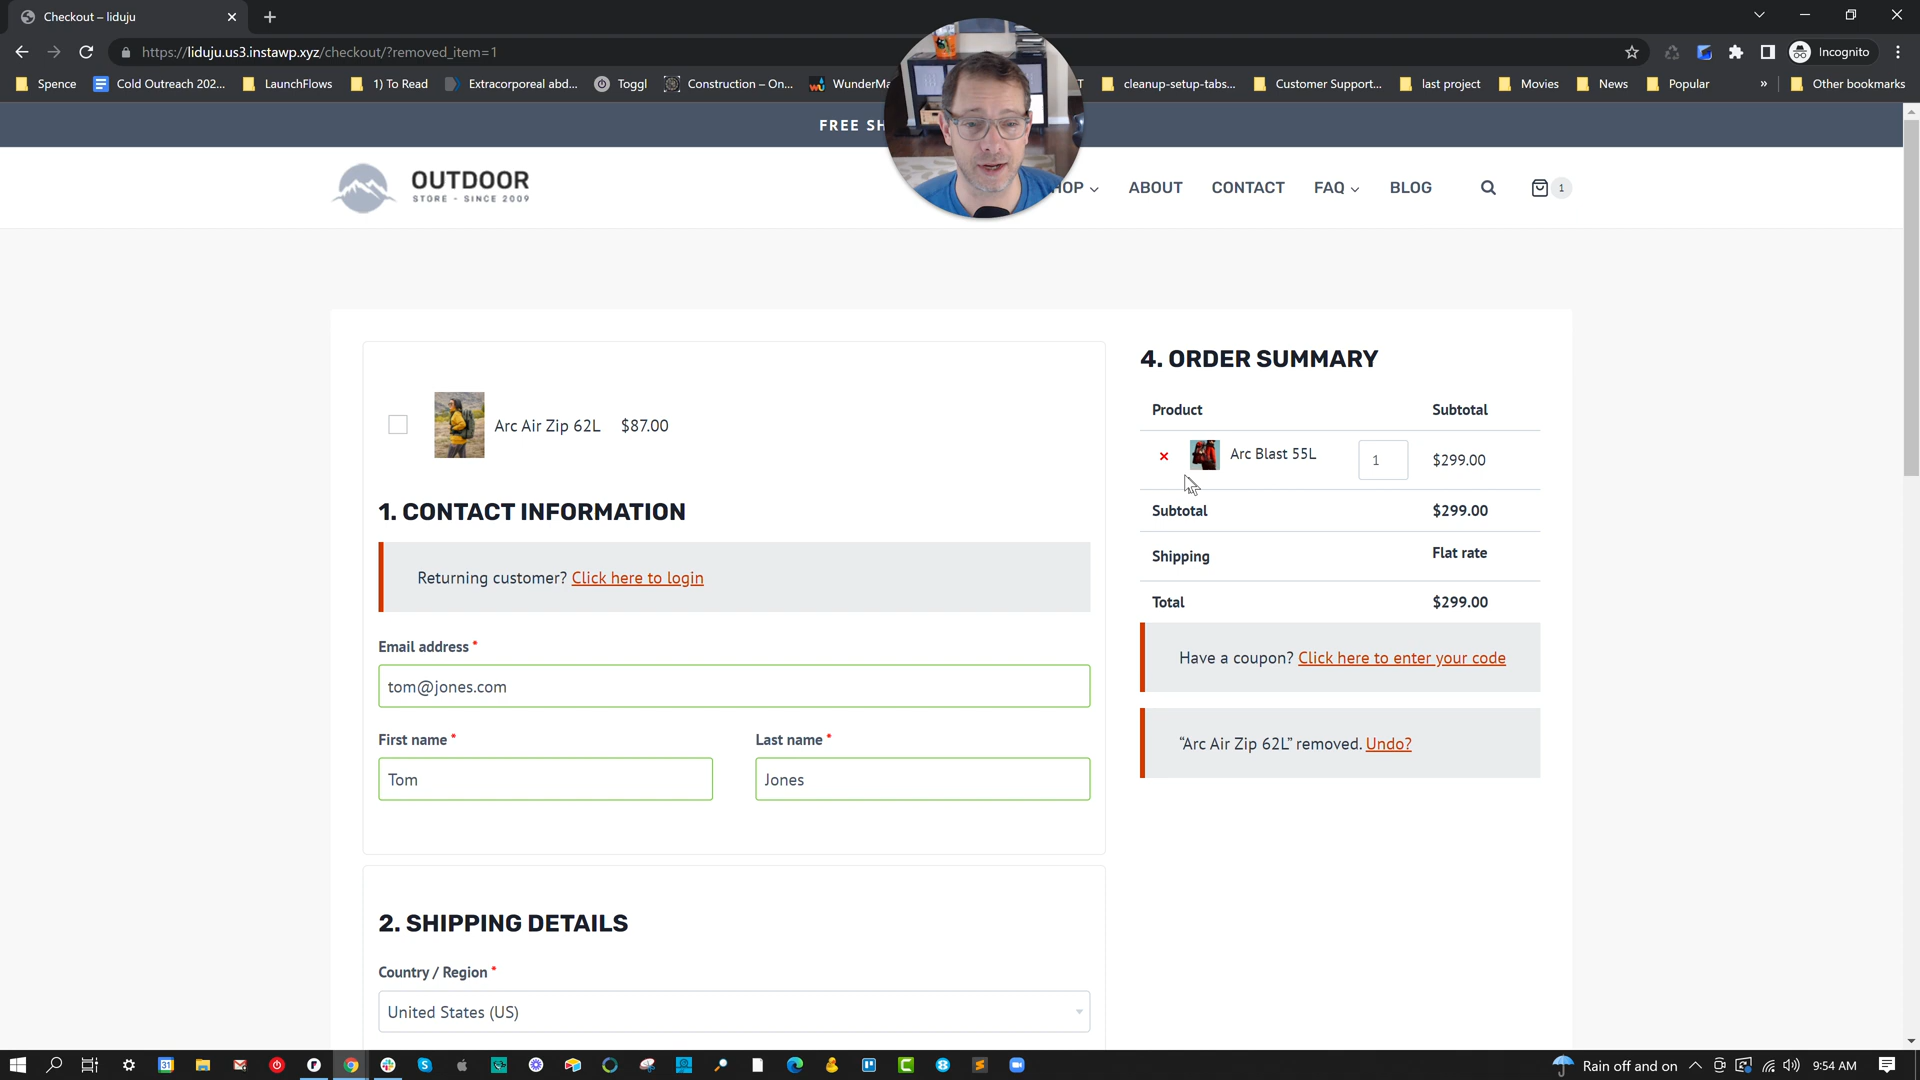 Checkout – liduju
https://liduju.us3.instawp.xyz/checkout/?removed_item=1
Incognito
Spence
Cold Outreach 202...
LaunchFlows
1) To Read
Extracorporeal abd...
Toggl
Construction – On...
WunderMa
T
cleanup-setup-tabs...
Customer Support...
last project
Movies
News
Popular
»
Other bookmarks
FREE SH
OUTDOOR
STORE - SINCE 2009
HOP
ABOUT
CONTACT
FAQ
BLOG
1
Arc Air Zip 62L $87.00
1. CONTACT INFORMATION
Returning customer? Click here to login
Email address *
tom@jones.com
First name *
Last name *
Tom
Jones
2. SHIPPING DETAILS
Country / Region *
United States (US)
4. ORDER SUMMARY
Product Subtotal
× Arc Blast 55L 1 $299.00
Subtotal $299.00
Shipping Flat rate
Total $299.00
Have a coupon? Click here to enter your code
“Arc Air Zip 62L” removed. Undo?
31
Rain off and on
9:54 AM